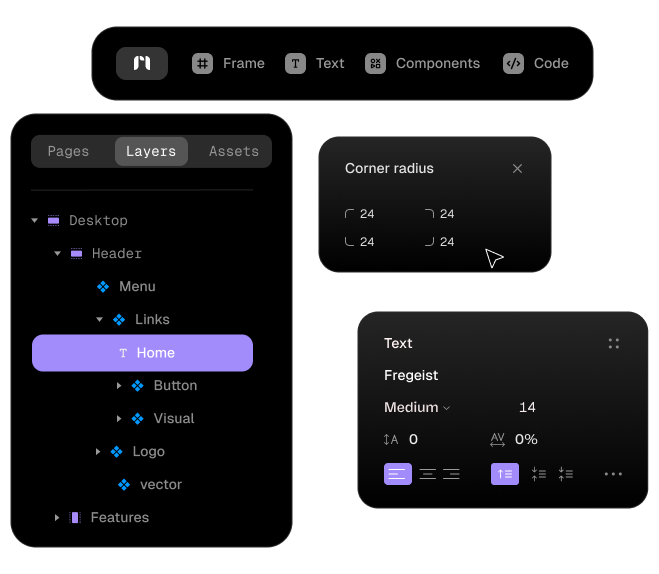 Frame
Text
Components
Code
Pages
Layers
Assets
Desktop
Header
Menu
Links
T Home
Button
Visual
Logo
vector
Features
Corner radius
24
24
24
24
Text
Fregeist
Medium
14
A 0
AV 0%